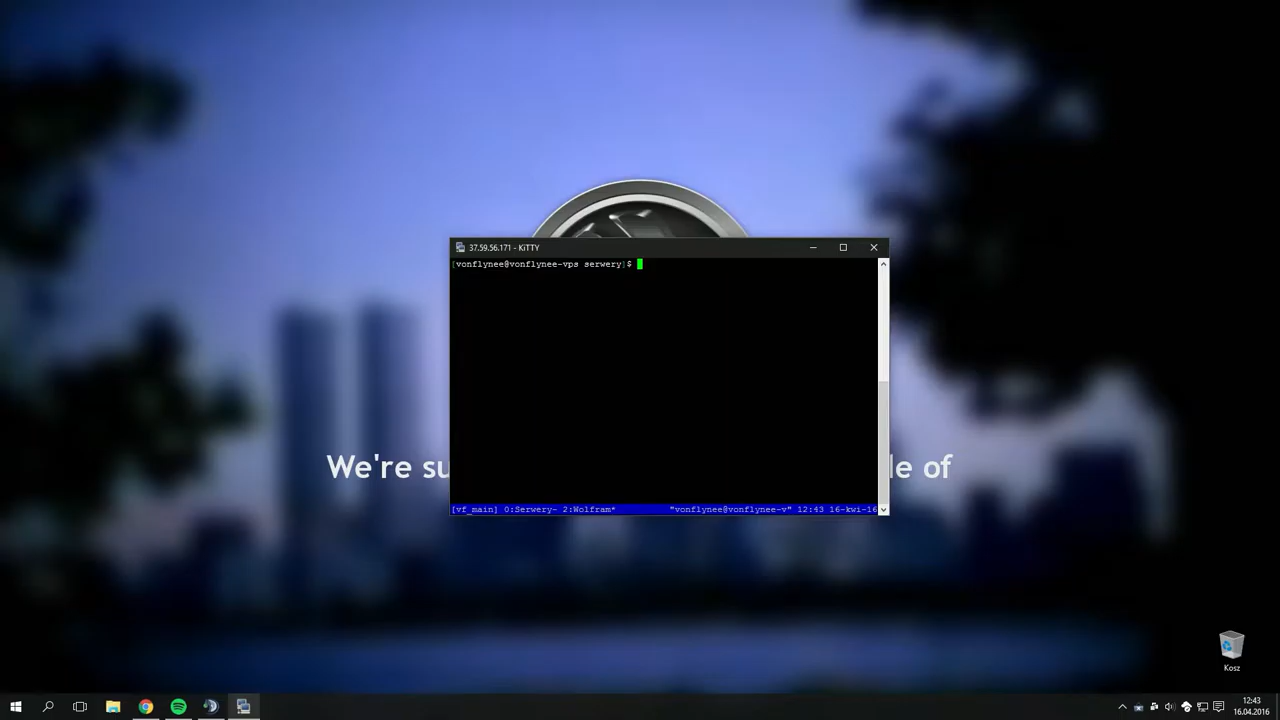 37.59.56.171 - KiTTY
[vonflynee@vonflynee-vps serwery]$
We're su
le of
[vf_main] 0:Serwery- 2:Wolfram* "vonflynee@vonflynee-v" 12:43 16-kwi-16
Kosz
12:43
16.04.2016